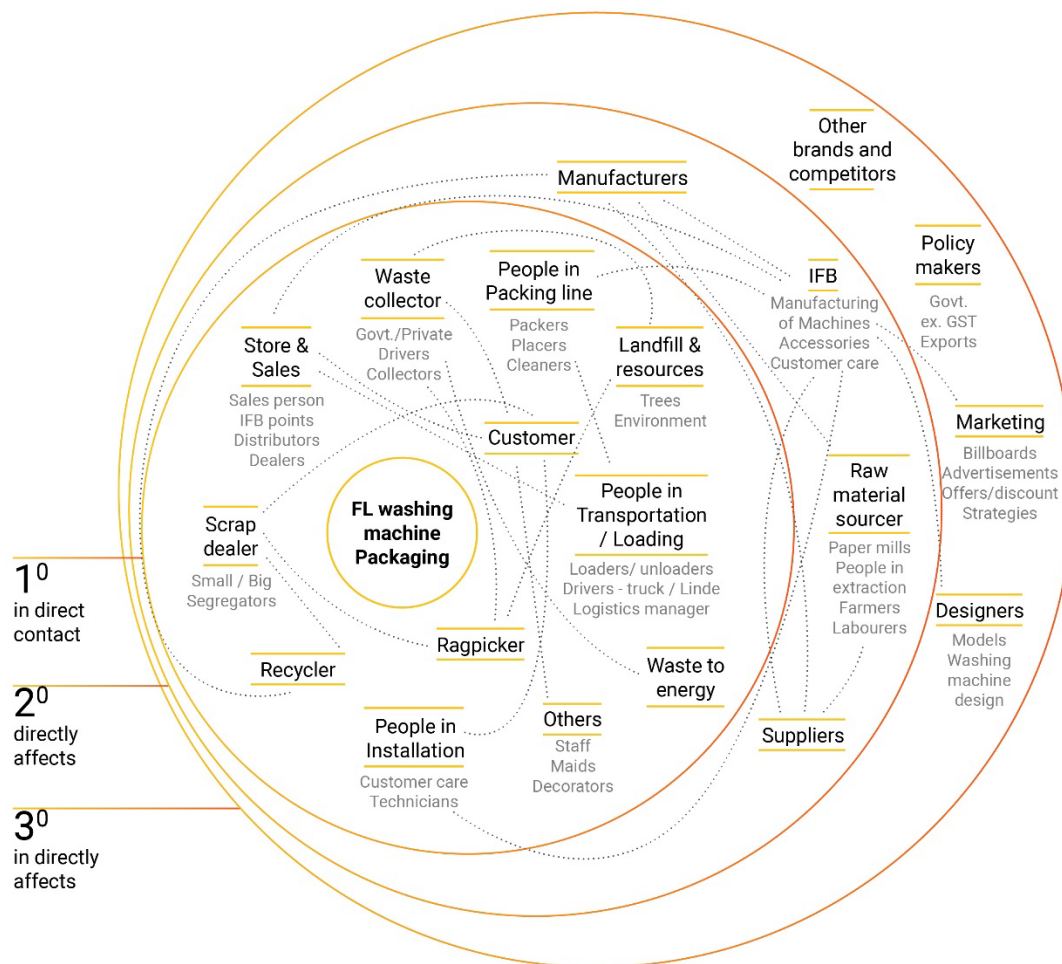 Other
brands and
competitors
Manufacturers
Policy
makers
Govt.
ex. GST
Exports
IFB
Manufacturing
of Machines
Accessories
Customer care
Waste
collector
Govt./Private
Drivers
Collectors
People in
Packing line
Packers
Placers
Cleaners
Store &
Sales
Sales person
IFB points
Distributors
Dealers
Landfill &
resources
Trees
Environment
Customer
Marketing
Billboards
Advertisements
Offers/discount
Strategies
FL washing
machine
Packaging
People in
Transportation
/ Loading
Loaders/ unloaders
Drivers - truck / Linde
Logistics manager
Raw
material
sourcer
Paper mills
People in
extraction
Farmers
Labourers
Scrap
dealer
Small / Big
Segregators
Designers
Models
Washing
machine
design
Ragpicker
Recycler
Waste to
energy
People in
Installation
Customer care
Technicians
Others
Staff
Maids
Decorators
Suppliers
1⁰
in direct
contact
2⁰
directly
affects
3⁰
in directly
affects